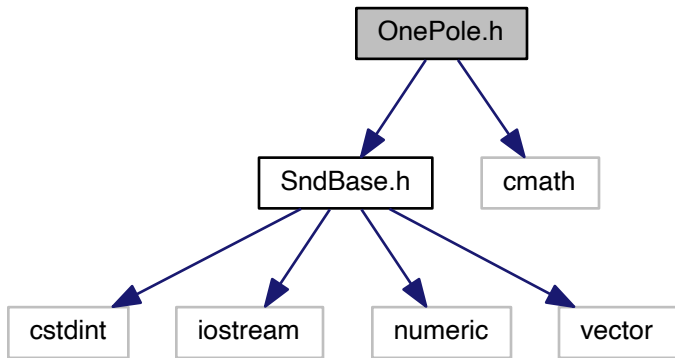 OnePole.h
SndBase.h
cmath
cstdint
iostream
numeric
vector